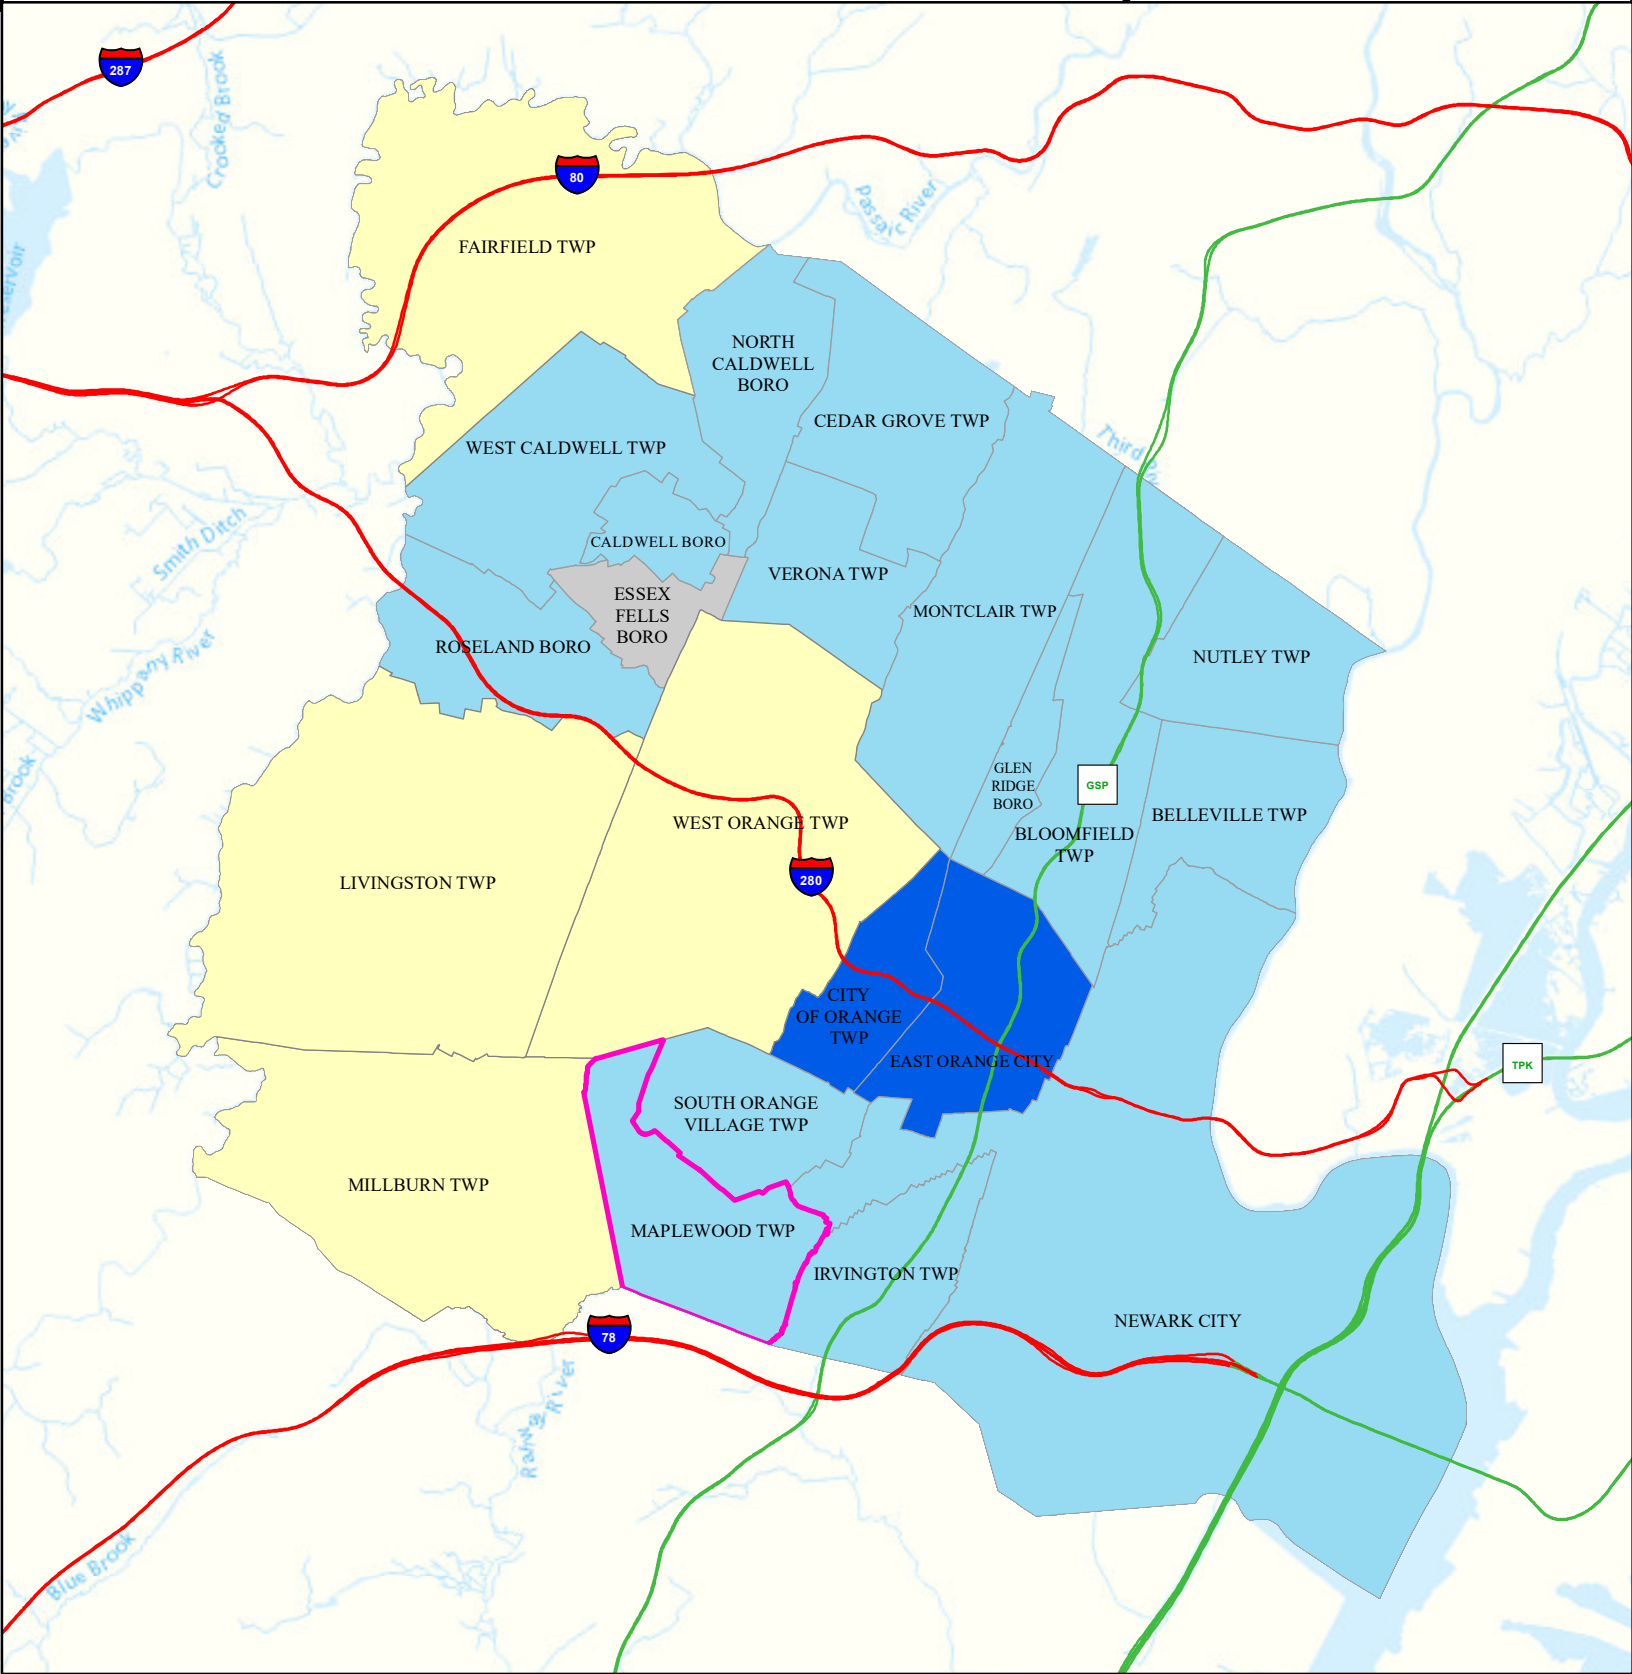 287
Crooked Brook
80
Passaic River
FAIRFIELD TWP
NORTH
CALDWELL
BORO
CEDAR GROVE TWP
WEST CALDWELL TWP
Third
Smith Ditch
CALDWELL BORO
VERONA TWP
ESSEX
FELLS
BORO
MONTCLAIR TWP
ROSELAND BORO
NUTLEY TWP
Whippany River
Brook
GLEN
RIDGE
BORO
GSP
WEST ORANGE TWP
BELLEVILLE TWP
BLOOMFIELD
TWP
280
LIVINGSTON TWP
CITY
OF ORANGE
TWP
EAST ORANGE CITY
TPK
SOUTH ORANGE
VILLAGE TWP
MILLBURN TWP
MAPLEWOOD TWP
IRVINGTON TWP
NEWARK CITY
78
River
Blue Brook